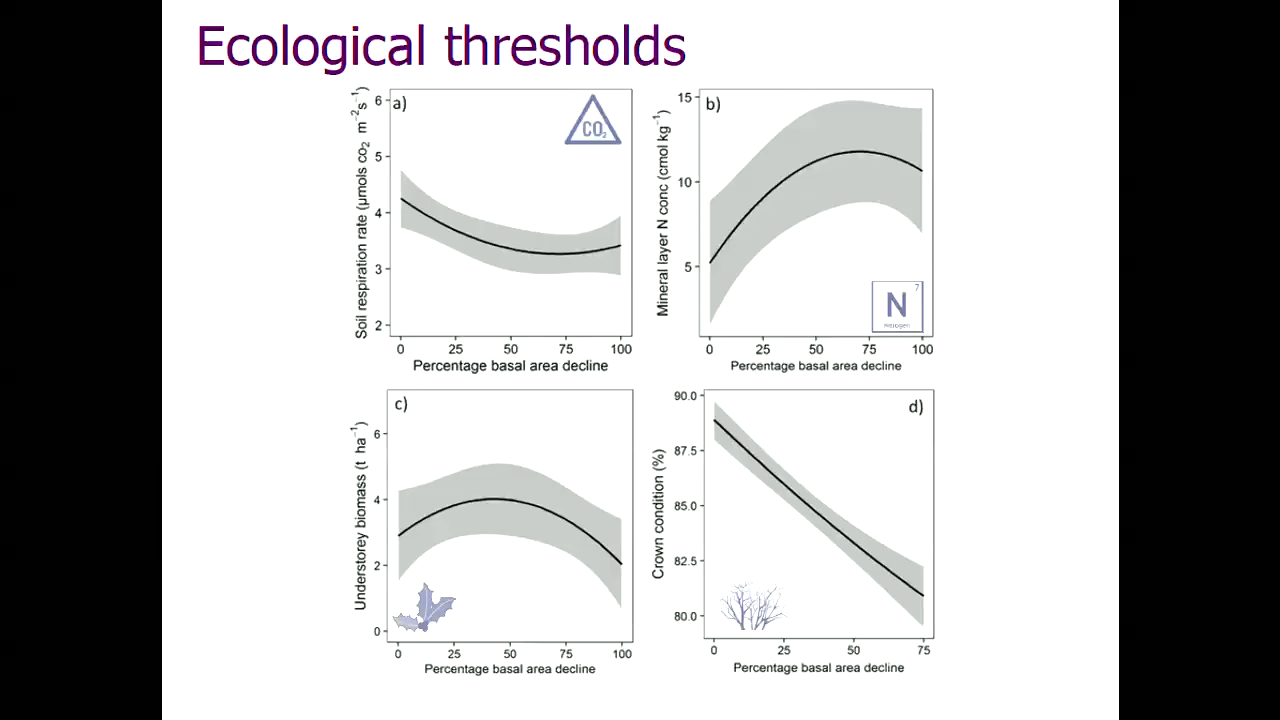 Ecological thresholds
a)
CO₂
Soil respiration rate (µmols co₂ m⁻²s⁻¹)
6
5
4
3
2
0 25 50 75 100
Percentage basal area decline
b)
Mineral layer N conc (cmol kg⁻¹)
15
10
5
7
N
Nitrogen
0 25 50 75 100
Percentage basal area decline
c)
Understorey biomass (t ha⁻¹)
6
4
2
0
0 25 50 75 100
Percentage basal area decline
d)
Crown condition (%)
90.0
87.5
85.0
82.5
80.0
0 25 50 75
Percentage basal area decline